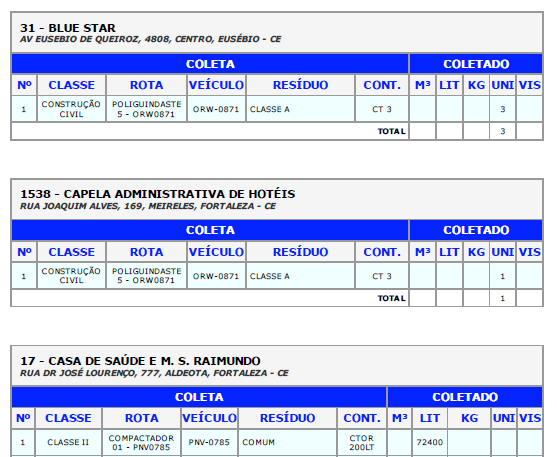 31 - BLUE STAR
AV EUSEBIO DE QUEIROZ, 4808, CENTRO, EUSÉBIO - CE
COLETA COLETADO
Nº CLASSE ROTA VEÍCULO RESÍDUO CONT. M³ LIT KG UNI VIS
1 CONSTRUÇÃO CIVIL POLIGUINDASTE 5 - ORW0871 ORW-0871 CLASSE A CT 3 3
TOTAL 3
1538 - CAPELA ADMINISTRATIVA DE HOTÉIS
RUA JOAQUIM ALVES, 169, MEIRELES, FORTALEZA - CE
COLETA COLETADO
Nº CLASSE ROTA VEÍCULO RESÍDUO CONT. M³ LIT KG UNI VIS
1 CONSTRUÇÃO CIVIL POLIGUINDASTE 5 - ORW0871 ORW-0871 CLASSE A CT 3 1
TOTAL 1
17 - CASA DE SAÚDE E M. S. RAIMUNDO
RUA DR JOSÉ LOURENÇO, 777, ALDEOTA, FORTALEZA - CE
COLETA COLETADO
Nº CLASSE ROTA VEÍCULO RESÍDUO CONT. M³ LIT KG UNI VIS
1 CLASSE II COMPACTADOR 01 - PNV0785 PNV-0785 COMUM CTOR 200LT 72400